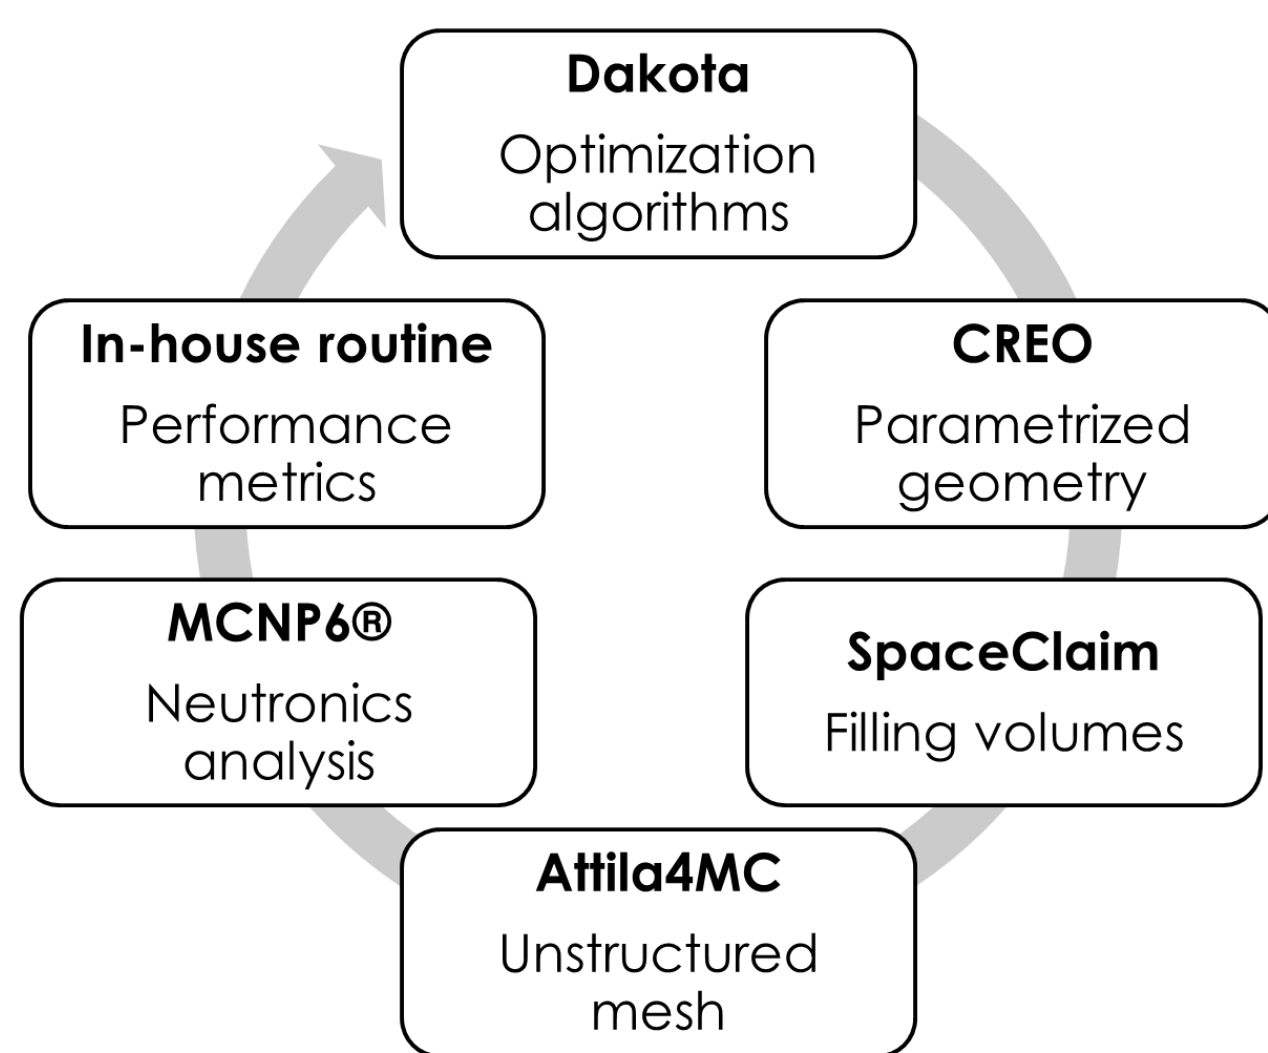 Dakota
Optimization
algorithms
In-house routine
Performance
metrics
CREO
Parametrized
geometry
MCNP6®
Neutronics
analysis
SpaceClaim
Filling volumes
Attila4MC
Unstructured
mesh